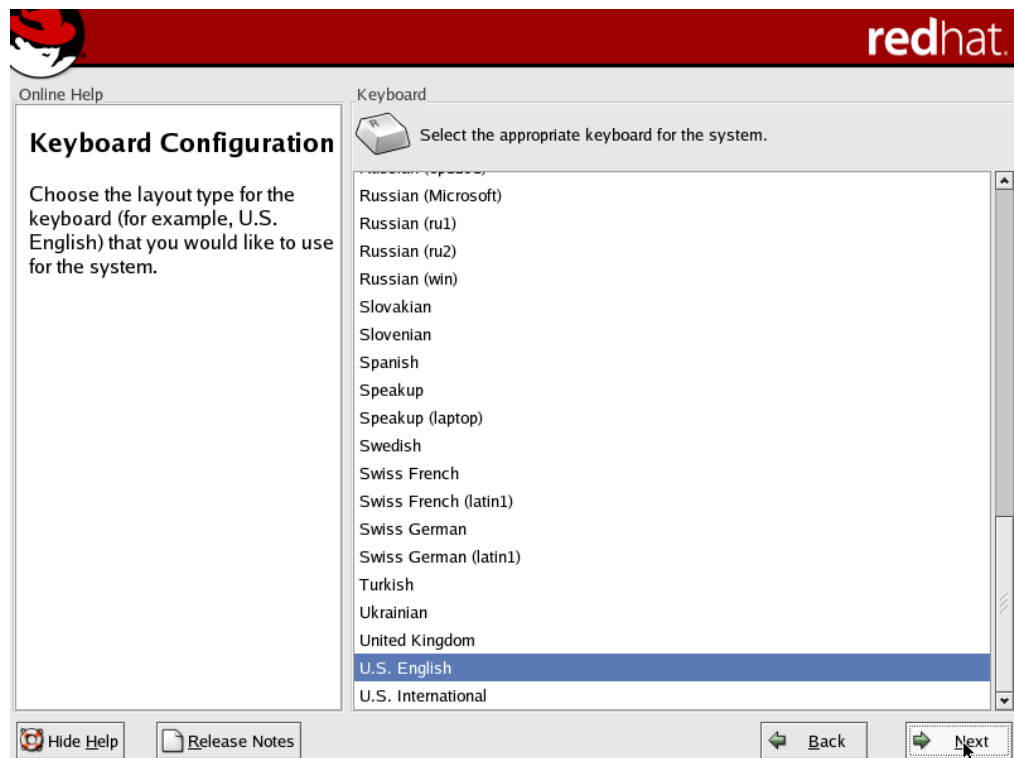 redhat.
Online Help
Keyboard Configuration
Choose the layout type for the
keyboard (for example, U.S.
English) that you would like to use
for the system.
Keyboard
R
Select the appropriate keyboard for the system.
Russian (Microsoft)
Russian (ru1)
Russian (ru2)
Russian (win)
Slovakian
Slovenian
Spanish
Speakup
Speakup (laptop)
Swedish
Swiss French
Swiss French (latin1)
Swiss German
Swiss German (latin1)
Turkish
Ukrainian
United Kingdom
U.S. English
U.S. International
Hide Help
Release Notes
Back
Next